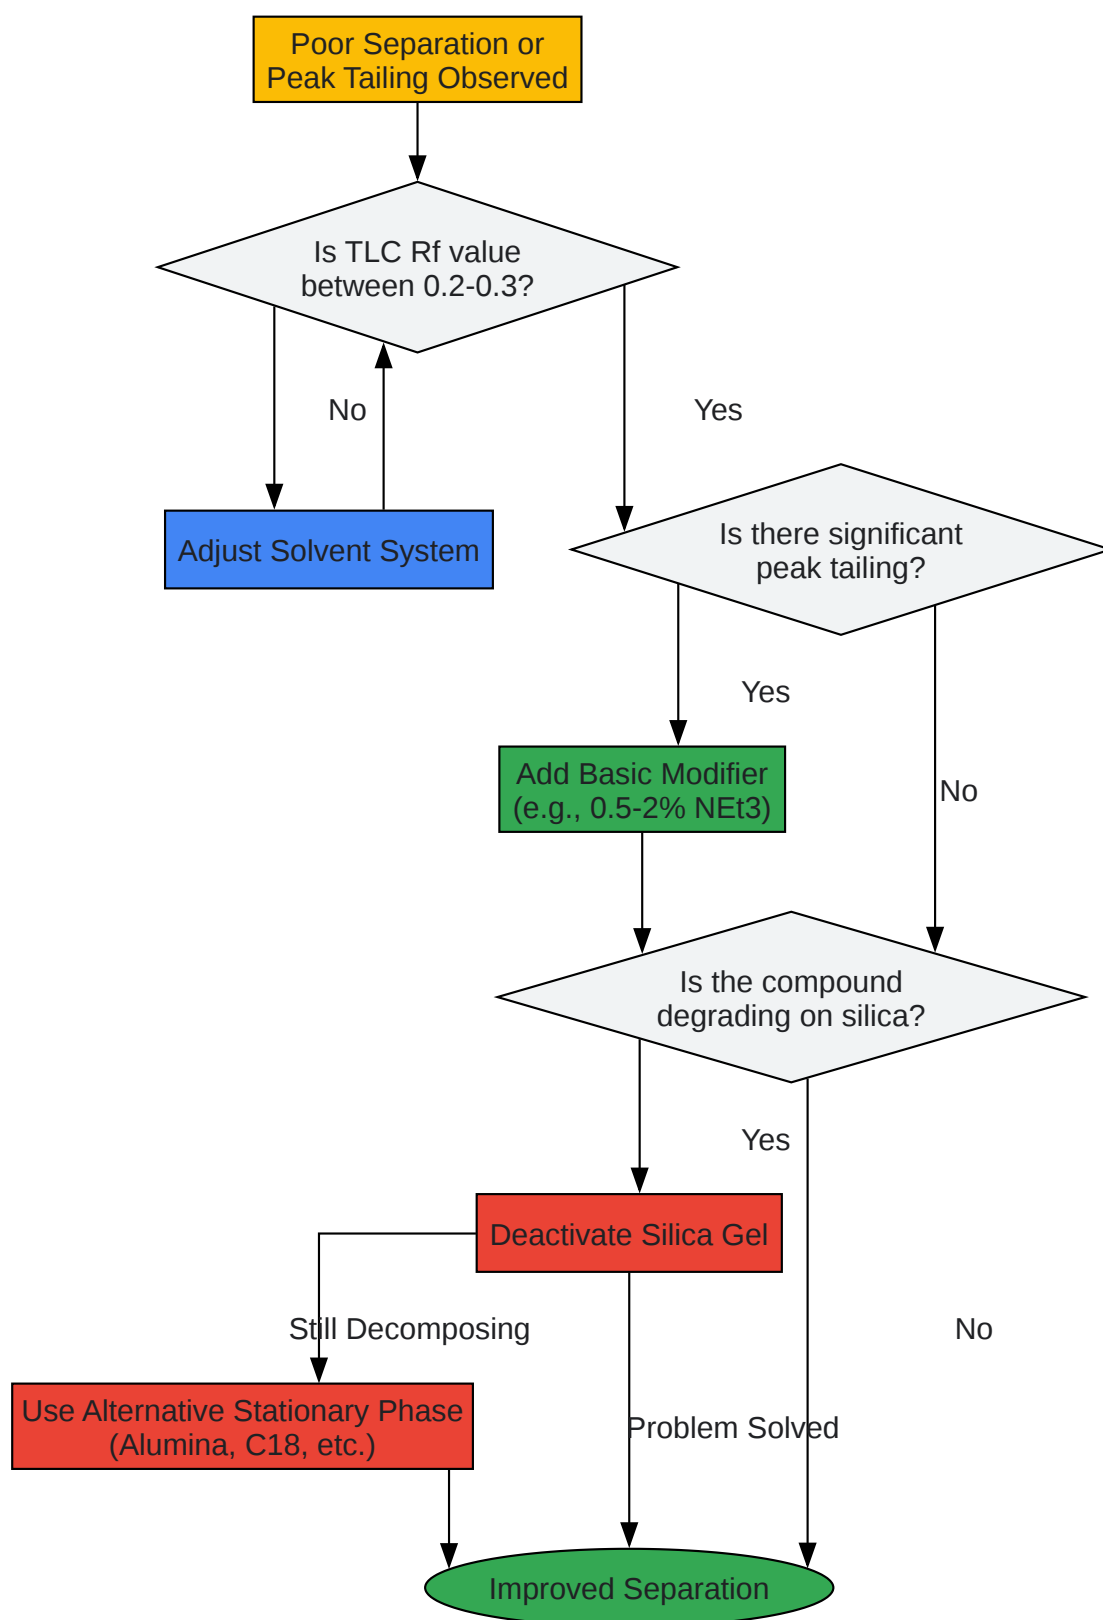 Poor Separation or
Peak Tailing Observed
Is TLC Rf value
between 0.2-0.3?
No
Yes
Adjust Solvent System
Is there significant
peak tailing?
Yes
Add Basic Modifier
(e.g., 0.5-2% NEt3)
No
Is the compound
degrading on silica?
Yes
Deactivate Silica Gel
Still Decomposing
No
Use Alternative Stationary Phase
(Alumina, C18, etc.)
Problem Solved
Improved Separation